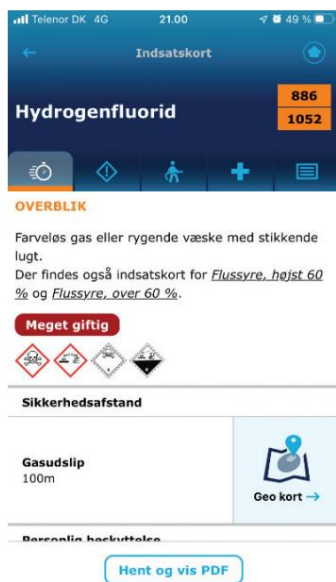 Telenor DK 4G 21.00 49 %
Indsatskort
Hydrogenfluorid
886
1052
OVERBLIK
Farveløs gas eller rygende væske med stikkende
lugt.
Der findes også indsatskort for Flussyre, højst 60
% og Flussyre, over 60 %.
Meget giftig
Sikkerhedsafstand
Gasudslip
100m
Geo kort →
Personlig beskyttelse
Hent og vis PDF